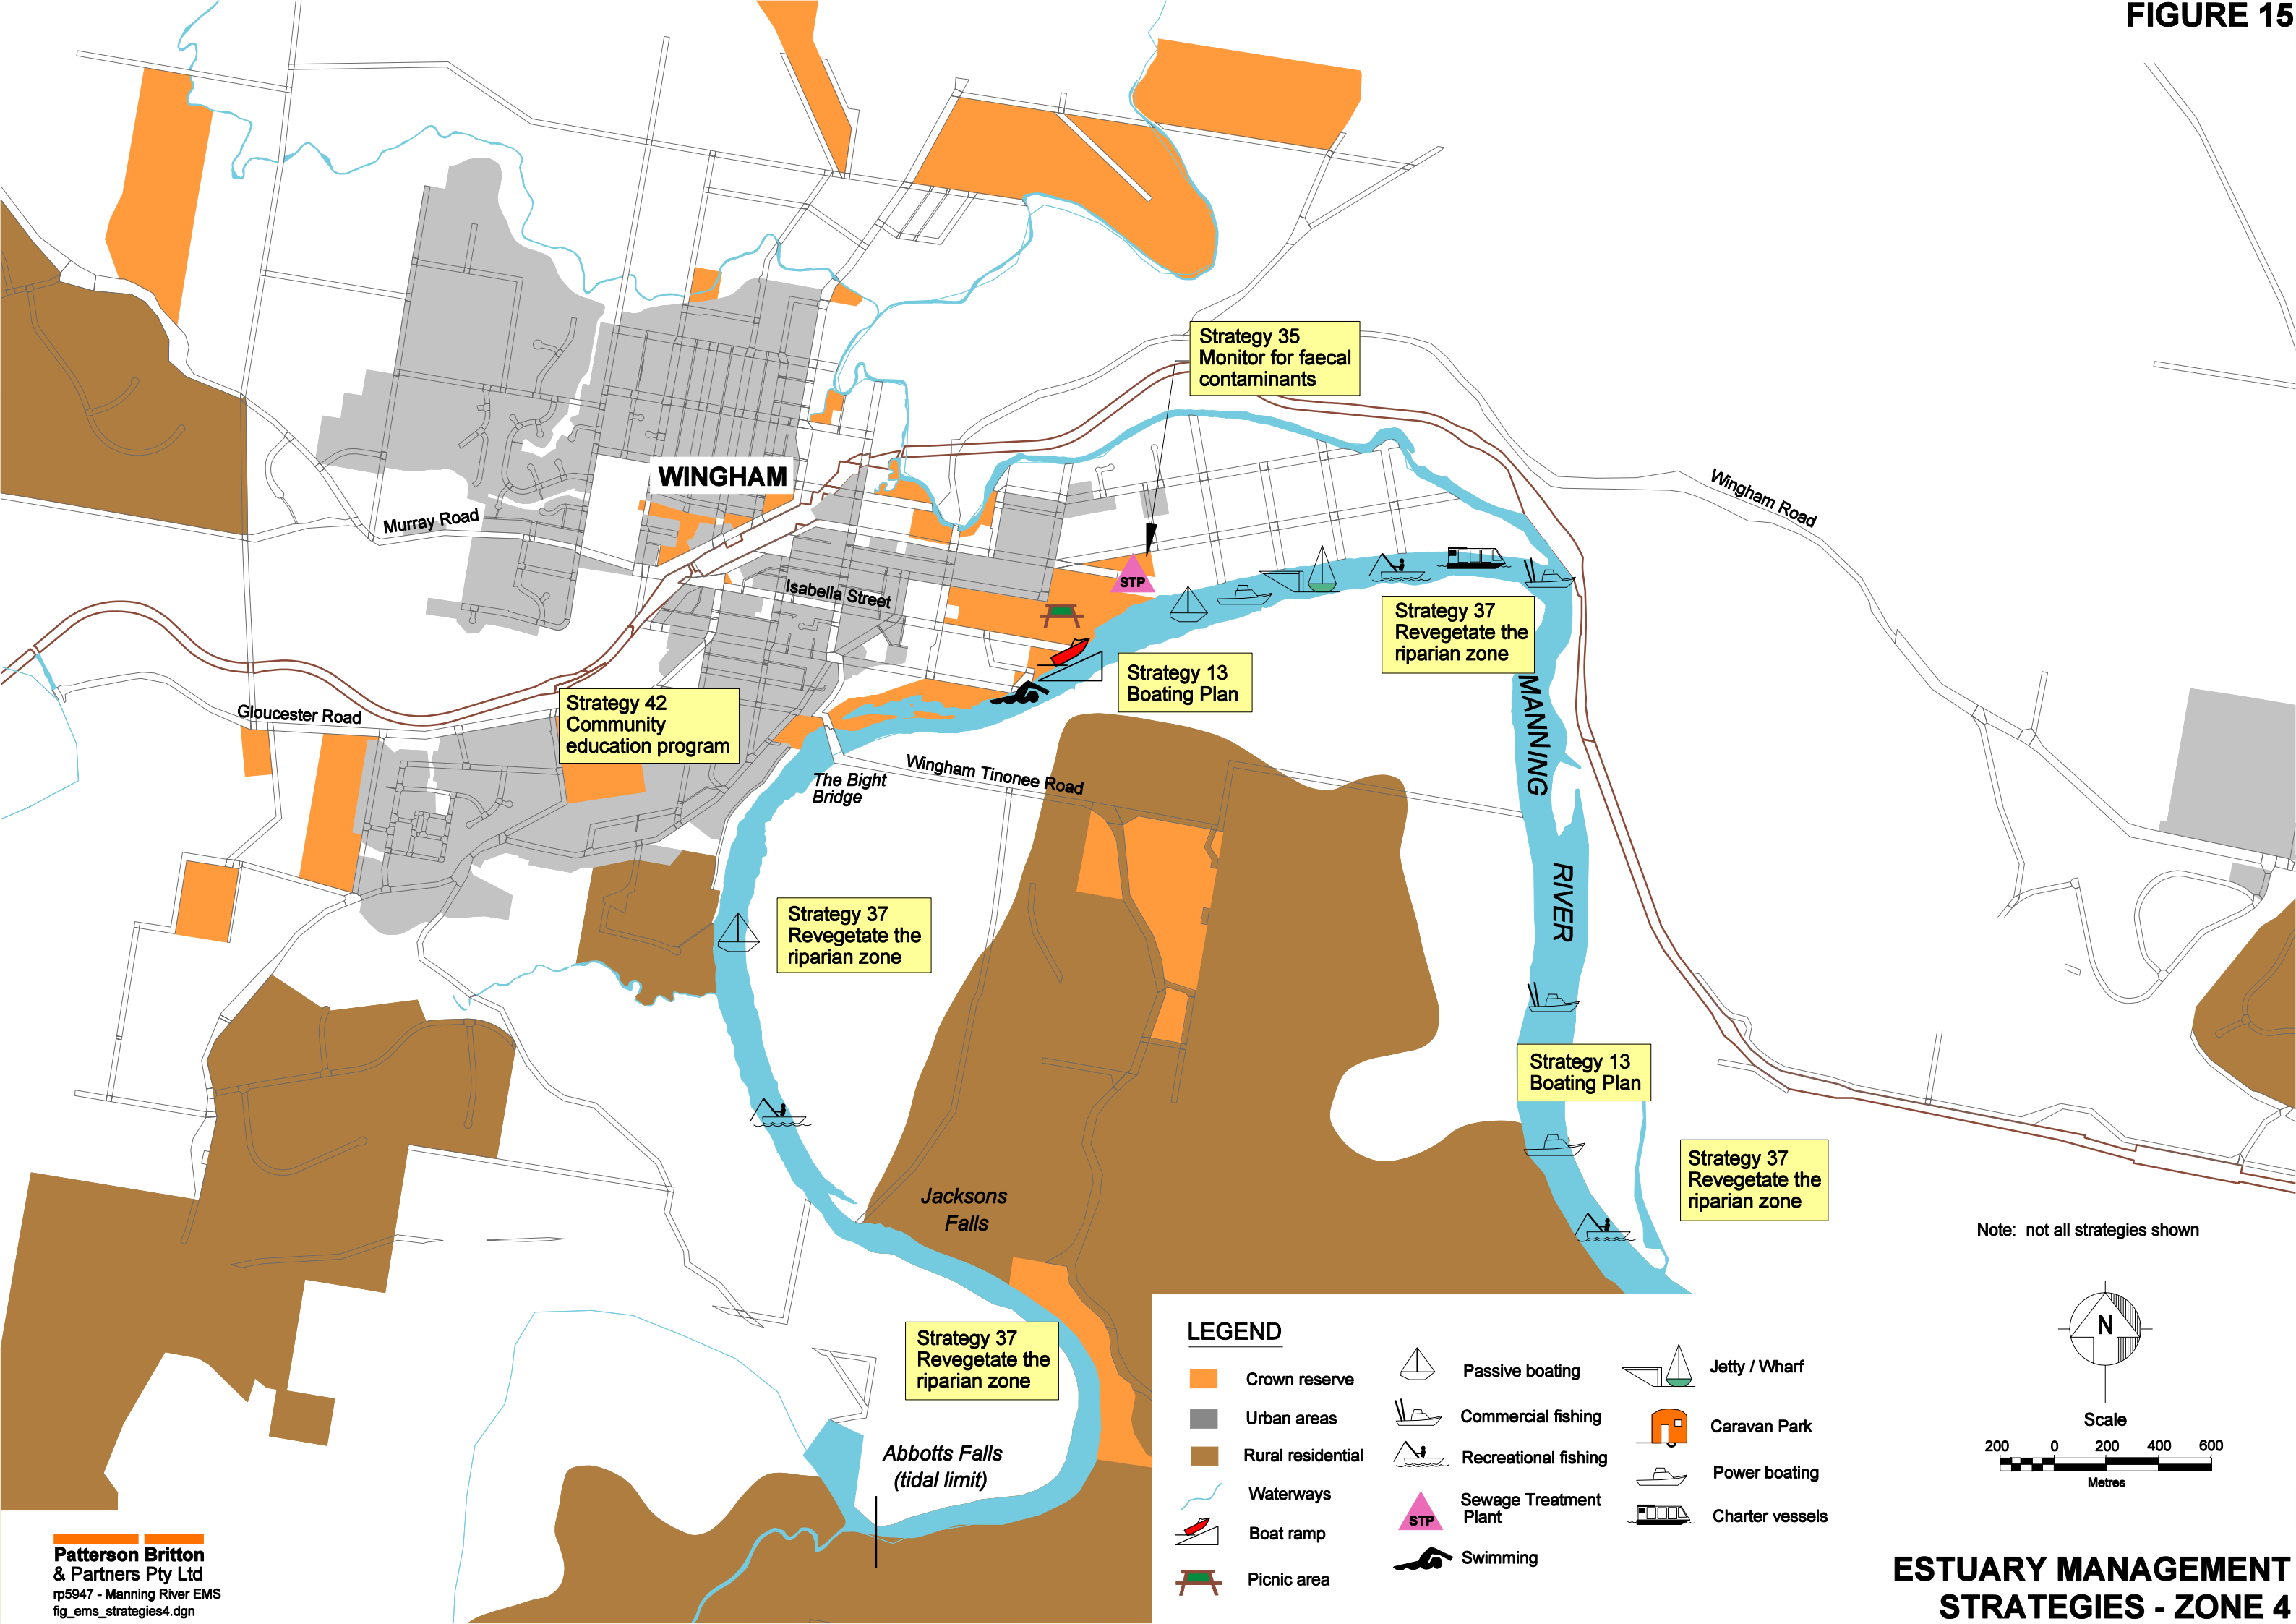 FIGURE 15
Strategy 35
Monitor for faecal
contaminants
WINGHAM
Murray Road
Wingham Road
Isabella Street
STP
Strategy 37
Revegetate the
riparian zone
Strategy 13
Boating Plan
MANNING
RIVER
Gloucester Road
Strategy 42
Community
education program
The Bight
Bridge
Wingham Tinonee Road
Strategy 37
Revegetate the
riparian zone
Strategy 13
Boating Plan
Strategy 37
Revegetate the
riparian zone
Jacksons
Falls
Note: not all strategies shown
Strategy 37
Revegetate the
riparian zone
Abbotts Falls
(tidal limit)
LEGEND
Crown reserve
Urban areas
Rural residential
Waterways
Boat ramp
Picnic area
Passive boating
Commercial fishing
Recreational fishing
STP
Sewage Treatment
Plant
Swimming
Jetty / Wharf
Caravan Park
Power boating
Charter vessels
N
Scale
200 0 200 400 600
Metres
Patterson Britton
& Partners Pty Ltd
rp5947 - Manning River EMS
fig_ems_strategies4.dgn
ESTUARY MANAGEMENT
STRATEGIES - ZONE 4